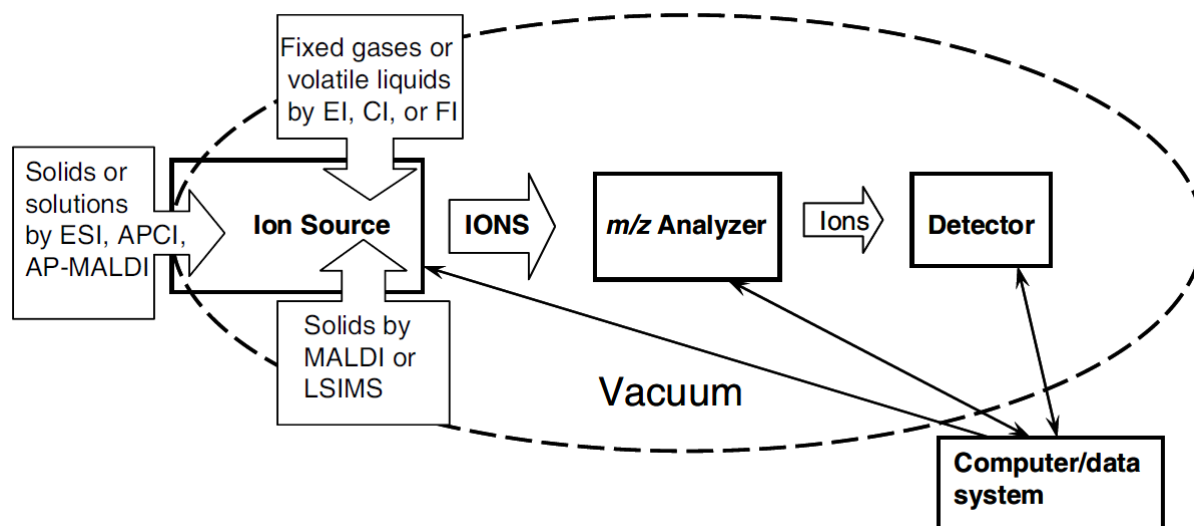 Fixed gases or
volatile liquids
by EI, CI, or FI
Solids or
solutions
by ESI, APCI,
AP-MALDI
Ion Source
IONS
m/z Analyzer
Ions
Detector
Solids by
MALDI or
LSIMS
Vacuum
Computer/data
system